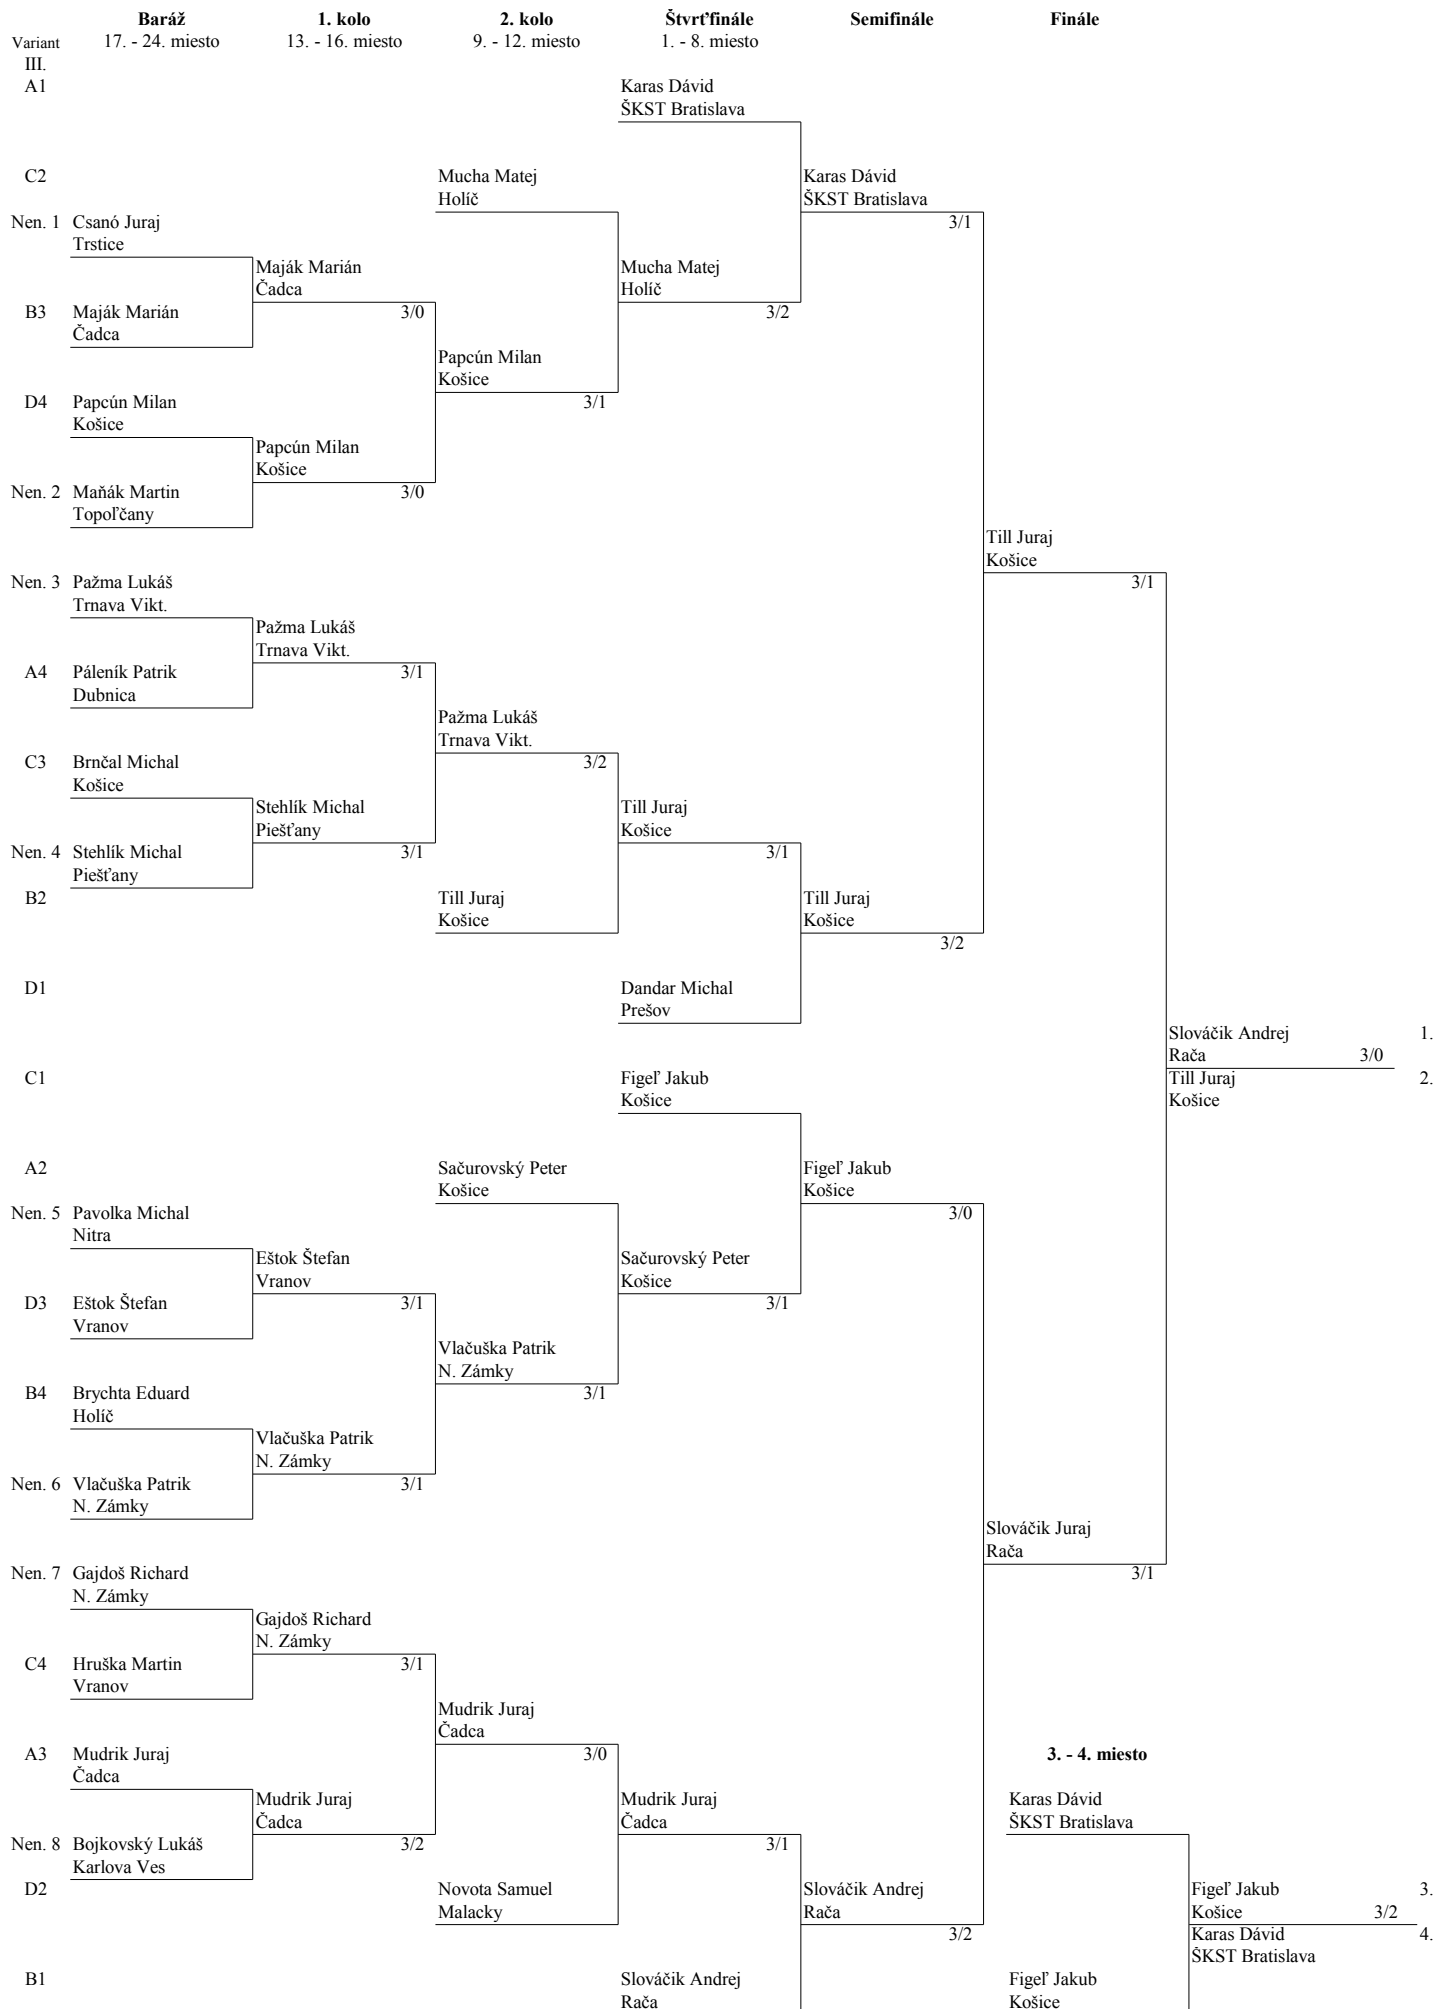 Baráž 1. kolo 2. kolo Štvrťfinále Semifinále Finále
Variant 17. - 24. miesto 13. - 16. miesto 9. - 12. miesto 1. - 8. miesto
III.
A1 Karas Dávid
ŠKST Bratislava
C2 Mucha Matej Karas Dávid
Holíč ŠKST Bratislava
Nen. 1 Csanó Juraj 3/1
Trstice
Maják Marián Mucha Matej
Čadca Holíč
B3 Maják Marián 3/0 3/2
Čadca
Papcún Milan
Košice
D4 Papcún Milan 3/1
Košice
Papcún Milan
Košice
Nen. 2 Maňák Martin 3/0
Topoľčany
Till Juraj
Košice
Nen. 3 Pažma Lukáš 3/1
Trnava Vikt.
Pažma Lukáš
Trnava Vikt.
A4 Páleník Patrik 3/1
Dubnica
Pažma Lukáš
Trnava Vikt.
C3 Brnčal Michal 3/2
Košice
Stehlík Michal Till Juraj
Piešťany Košice
Nen. 4 Stehlík Michal 3/1 3/1
Piešťany
B2 Till Juraj Till Juraj
Košice Košice
3/2
D1 Dandar Michal
Prešov
Slováčik Andrej 1.
Rača 3/0
C1 Figeľ Jakub Till Juraj 2.
Košice Košice
A2 Sačurovský Peter Figeľ Jakub
Košice Košice
Nen. 5 Pavolka Michal 3/0
Nitra
Eštok Štefan Sačurovský Peter
Vranov Košice
D3 Eštok Štefan 3/1 3/1
Vranov
Vlačuška Patrik
N. Zámky
B4 Brychta Eduard 3/1
Holíč
Vlačuška Patrik
N. Zámky
Nen. 6 Vlačuška Patrik 3/1
N. Zámky
Slováčik Juraj
Rača
Nen. 7 Gajdoš Richard 3/1
N. Zámky
Gajdoš Richard
N. Zámky
C4 Hruška Martin 3/1
Vranov
Mudrik Juraj
Čadca
A3 Mudrik Juraj 3/0 3. - 4. miesto
Čadca
Mudrik Juraj Mudrik Juraj Karas Dávid
Čadca Čadca ŠKST Bratislava
Nen. 8 Bojkovský Lukáš 3/2 3/1
Karlova Ves
D2 Novota Samuel Slováčik Andrej Figeľ Jakub 3.
Malacky Rača Košice 3/2
3/2 Karas Dávid 4.
ŠKST Bratislava
B1 Slováčik Andrej Figeľ Jakub
Rača Košice